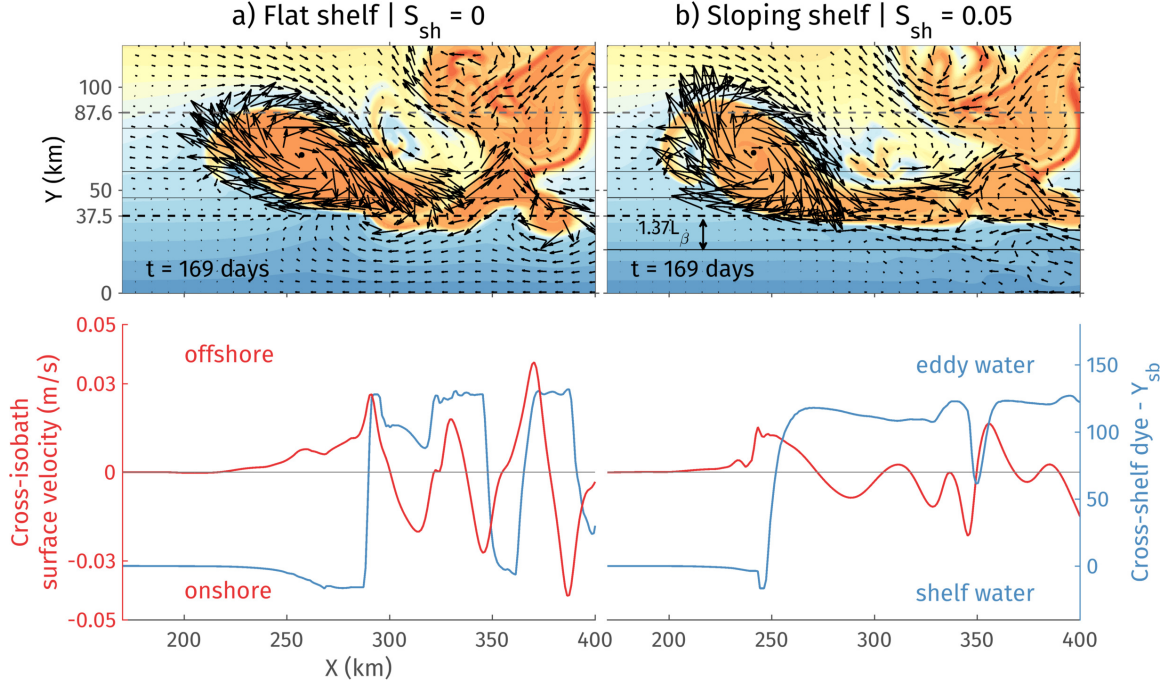 a) Flat shelf | S_sh = 0
b) Sloping shelf | S_sh = 0.05
Y (km)
100
87.6
50
37.5
0
t = 169 days
1.37L_β
t = 169 days
Cross-isobath
surface velocity (m/s)
0.05
0.03
0
-0.03
-0.05
offshore
onshore
eddy water
shelf water
150
100
50
0
Cross-shelf dye - Y_sb
200
250
300
350
400
200
250
300
350
400
X (km)